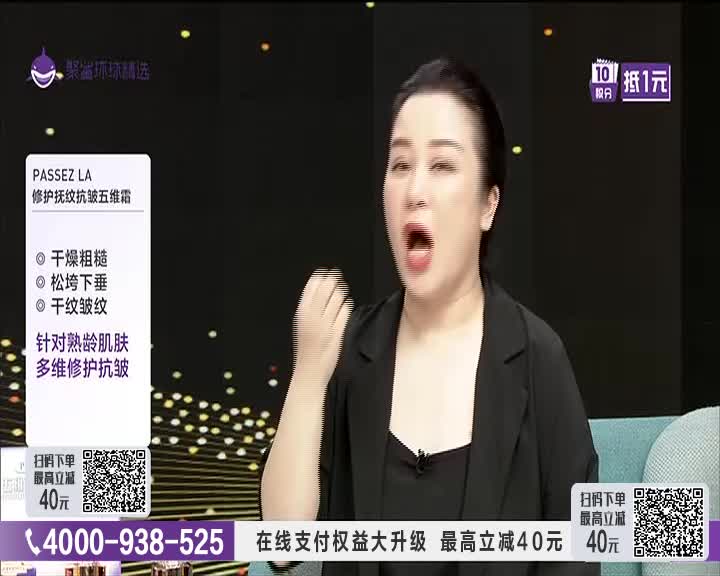 聚鲨环球精选
10
积分
抵1元
PASSEZ LA
修护抚纹抗皱五维霜
◎ 干燥粗糙
◎ 松垮下垂
◎ 干纹皱纹
针对熟龄肌肤
多维修护抗皱
扫码下单
最高立减
40元
扫码下单
最高立减
40元
4000-938-525
在线支付权益大升级 最高立减40元